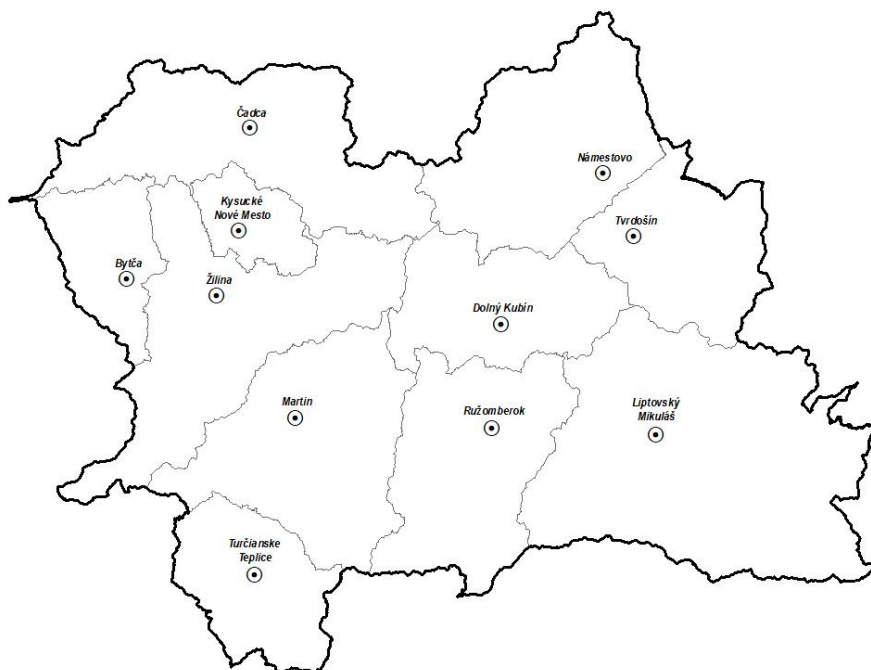 Čadca
Námestovo
Kysucké
Nové Mesto
Tvrdošín
Bytča
Žilina
Dolný Kubín
Martin
Ružomberok
Liptovský
Mikuláš
Turčianske
Teplice